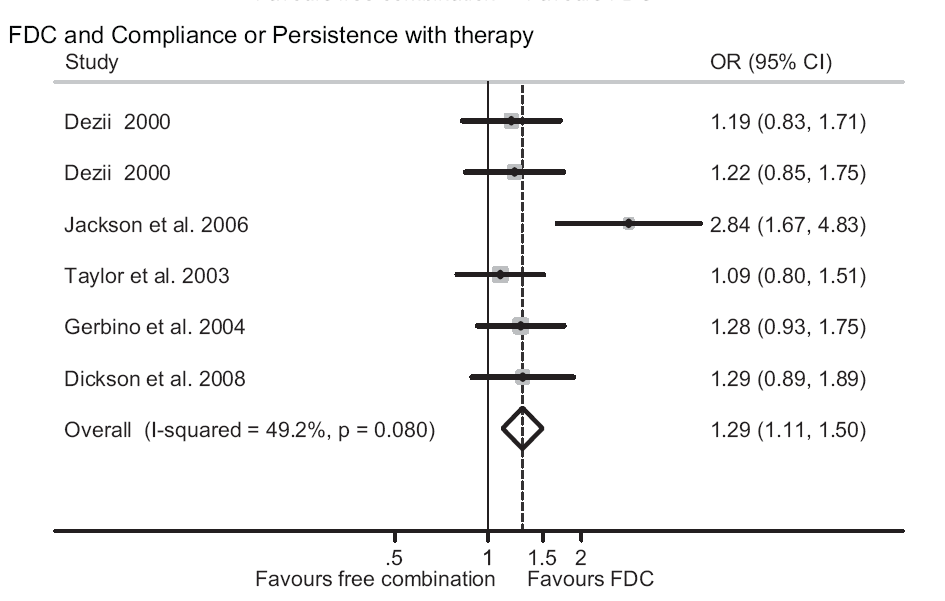 FDC and Compliance or Persistence with therapy
Study OR (95% CI)
Dezii 2000 1.19 (0.83, 1.71)
Dezii 2000 1.22 (0.85, 1.75)
Jackson et al. 2006 2.84 (1.67, 4.83)
Taylor et al. 2003 1.09 (0.80, 1.51)
Gerbino et al. 2004 1.28 (0.93, 1.75)
Dickson et al. 2008 1.29 (0.89, 1.89)
Overall (I-squared = 49.2%, p = 0.080) 1.29 (1.11, 1.50)
.5 1 1.5 2
Favours free combination Favours FDC